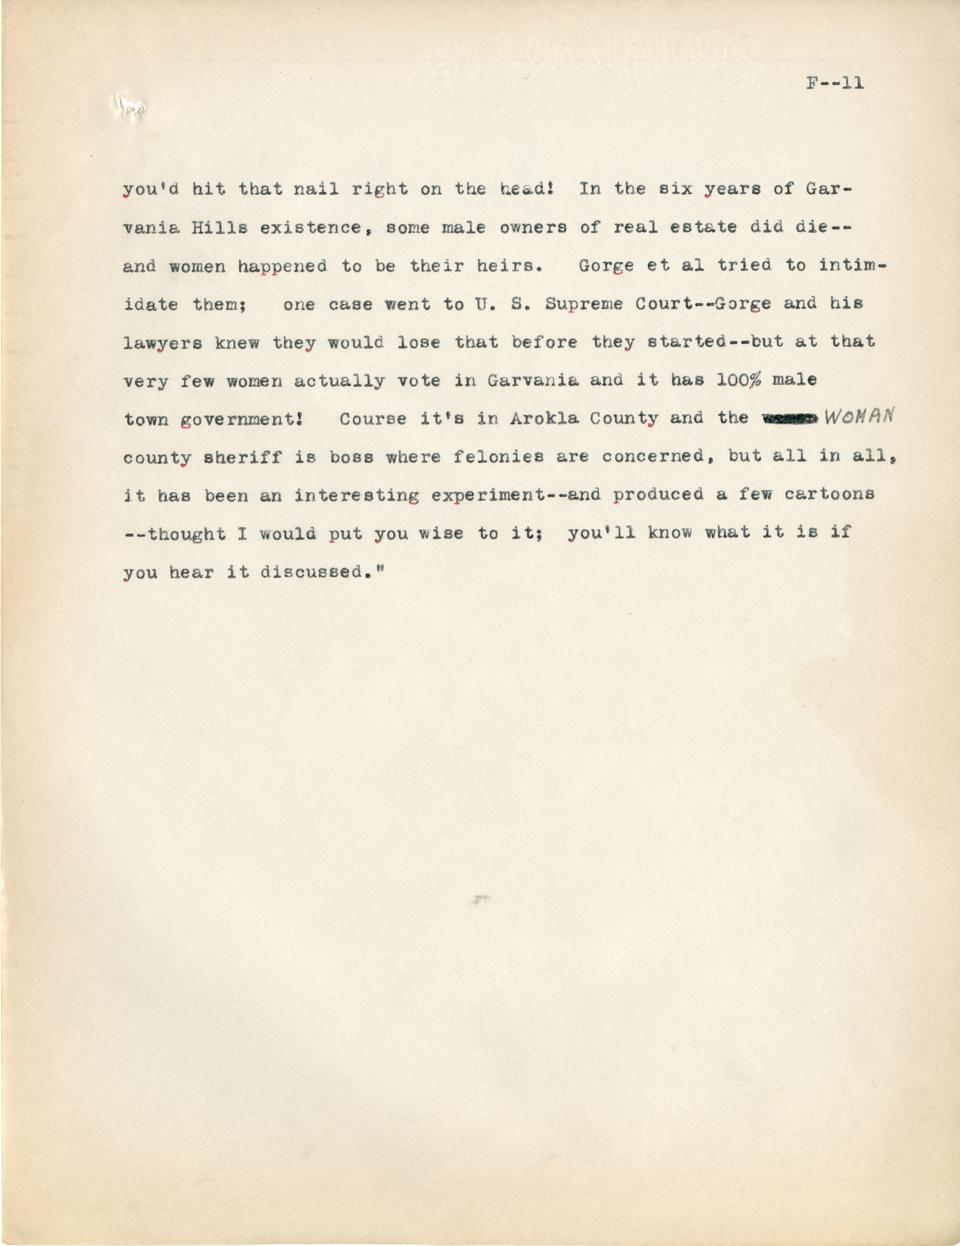 F--11
you'd hit that nail right on the head!  In the six years of Gar-
vania Hills existence, some male owners of real estate did die--
and women happened to be their heirs.  Gorge et al tried to intim-
idate them;  one case went to U. S. Supreme Court--Gorge and his
lawyers knew they would lose that before they started--but at that
very few women actually vote in Garvania and it has 100% male
town government!  Course it's in Arokla County and the WOMAN
county sheriff is boss where felonies are concerned, but all in all,
it has been an interesting experiment--and produced a few cartoons
--thought I would put you wise to it;  you'll know what it is if
you hear it discussed."